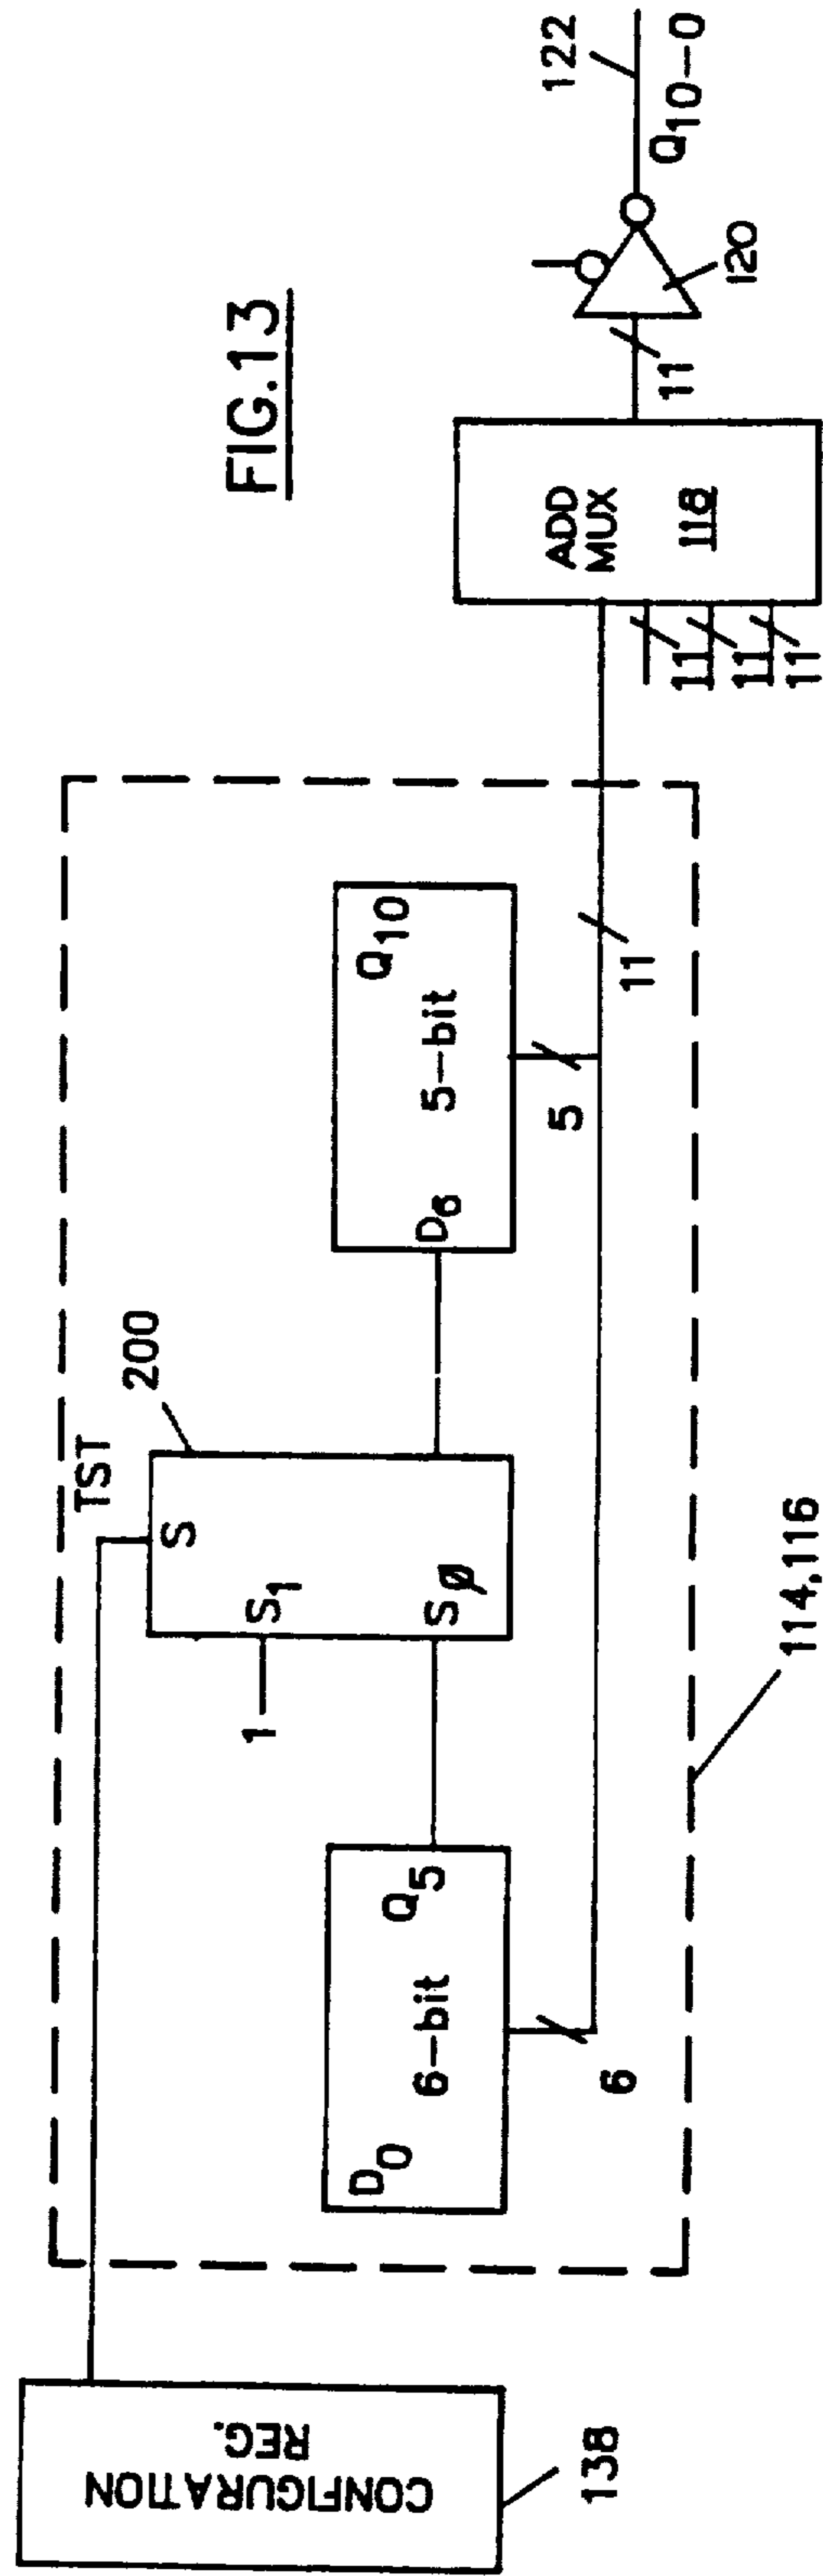 FIG.13
CONFIGURATION
REG.
138
TST
200
S
S1
SØ
1
D0
6-bit
Q5
6
D6
5-bit
Q10
5
11
114,116
ADD
MUX
118
11
11
11
11
120
122
Q10-0